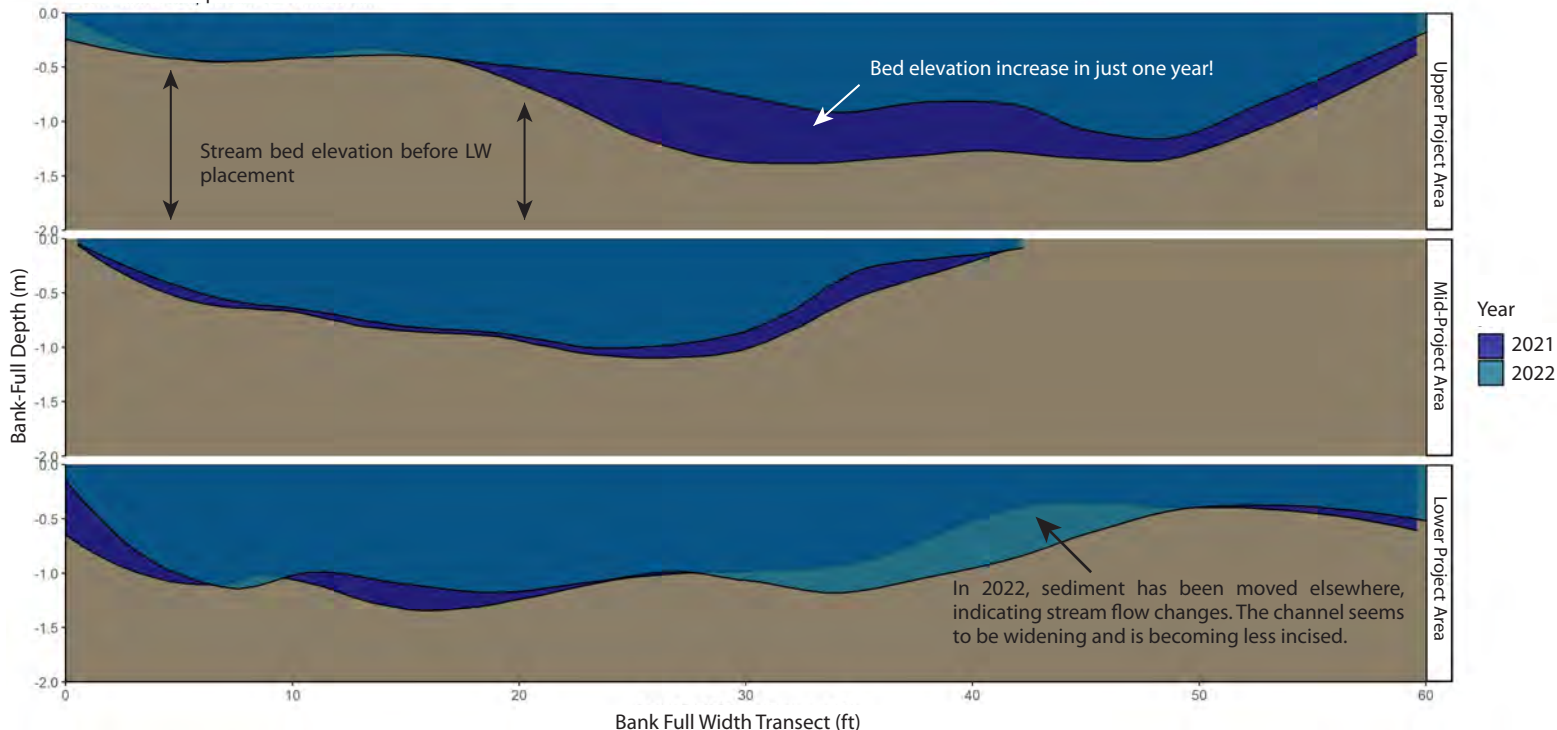 0.0
-0.5
-1.0
-1.5
-2.0
Bed elevation increase in just one year!
Stream bed elevation before LW
placement
Upper Project Area
0.0
-0.5
-1.0
-1.5
-2.0
Mid-Project Area
Bank-Full Depth (m)
0.0
-0.5
-1.0
-1.5
-2.0
In 2022, sediment has been moved elsewhere,
indicating stream flow changes. The channel seems
to be widening and is becoming less incised.
Lower Project Area
0
10
20
30
40
50
60
Bank Full Width Transect (ft)
Year
2021
2022